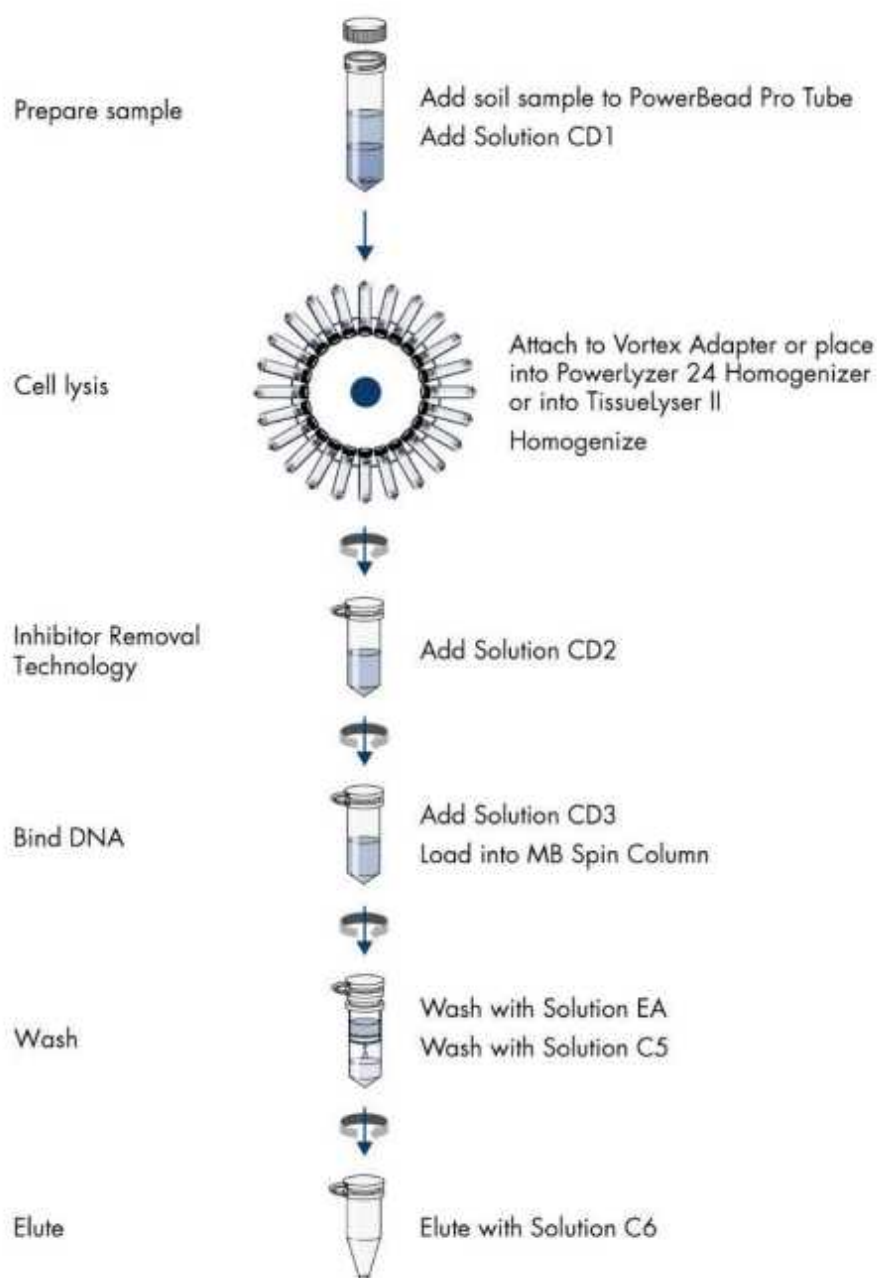 Prepare sample
Add soil sample to PowerBead Pro Tube
Add Solution CD1
Cell lysis
Attach to Vortex Adapter or place
into PowerLyzer 24 Homogenizer
or into TissueLyser II
Homogenize
Inhibitor Removal
Technology
Add Solution CD2
Bind DNA
Add Solution CD3
Load into MB Spin Column
Wash
Wash with Solution EA
Wash with Solution C5
Elute
Elute with Solution C6